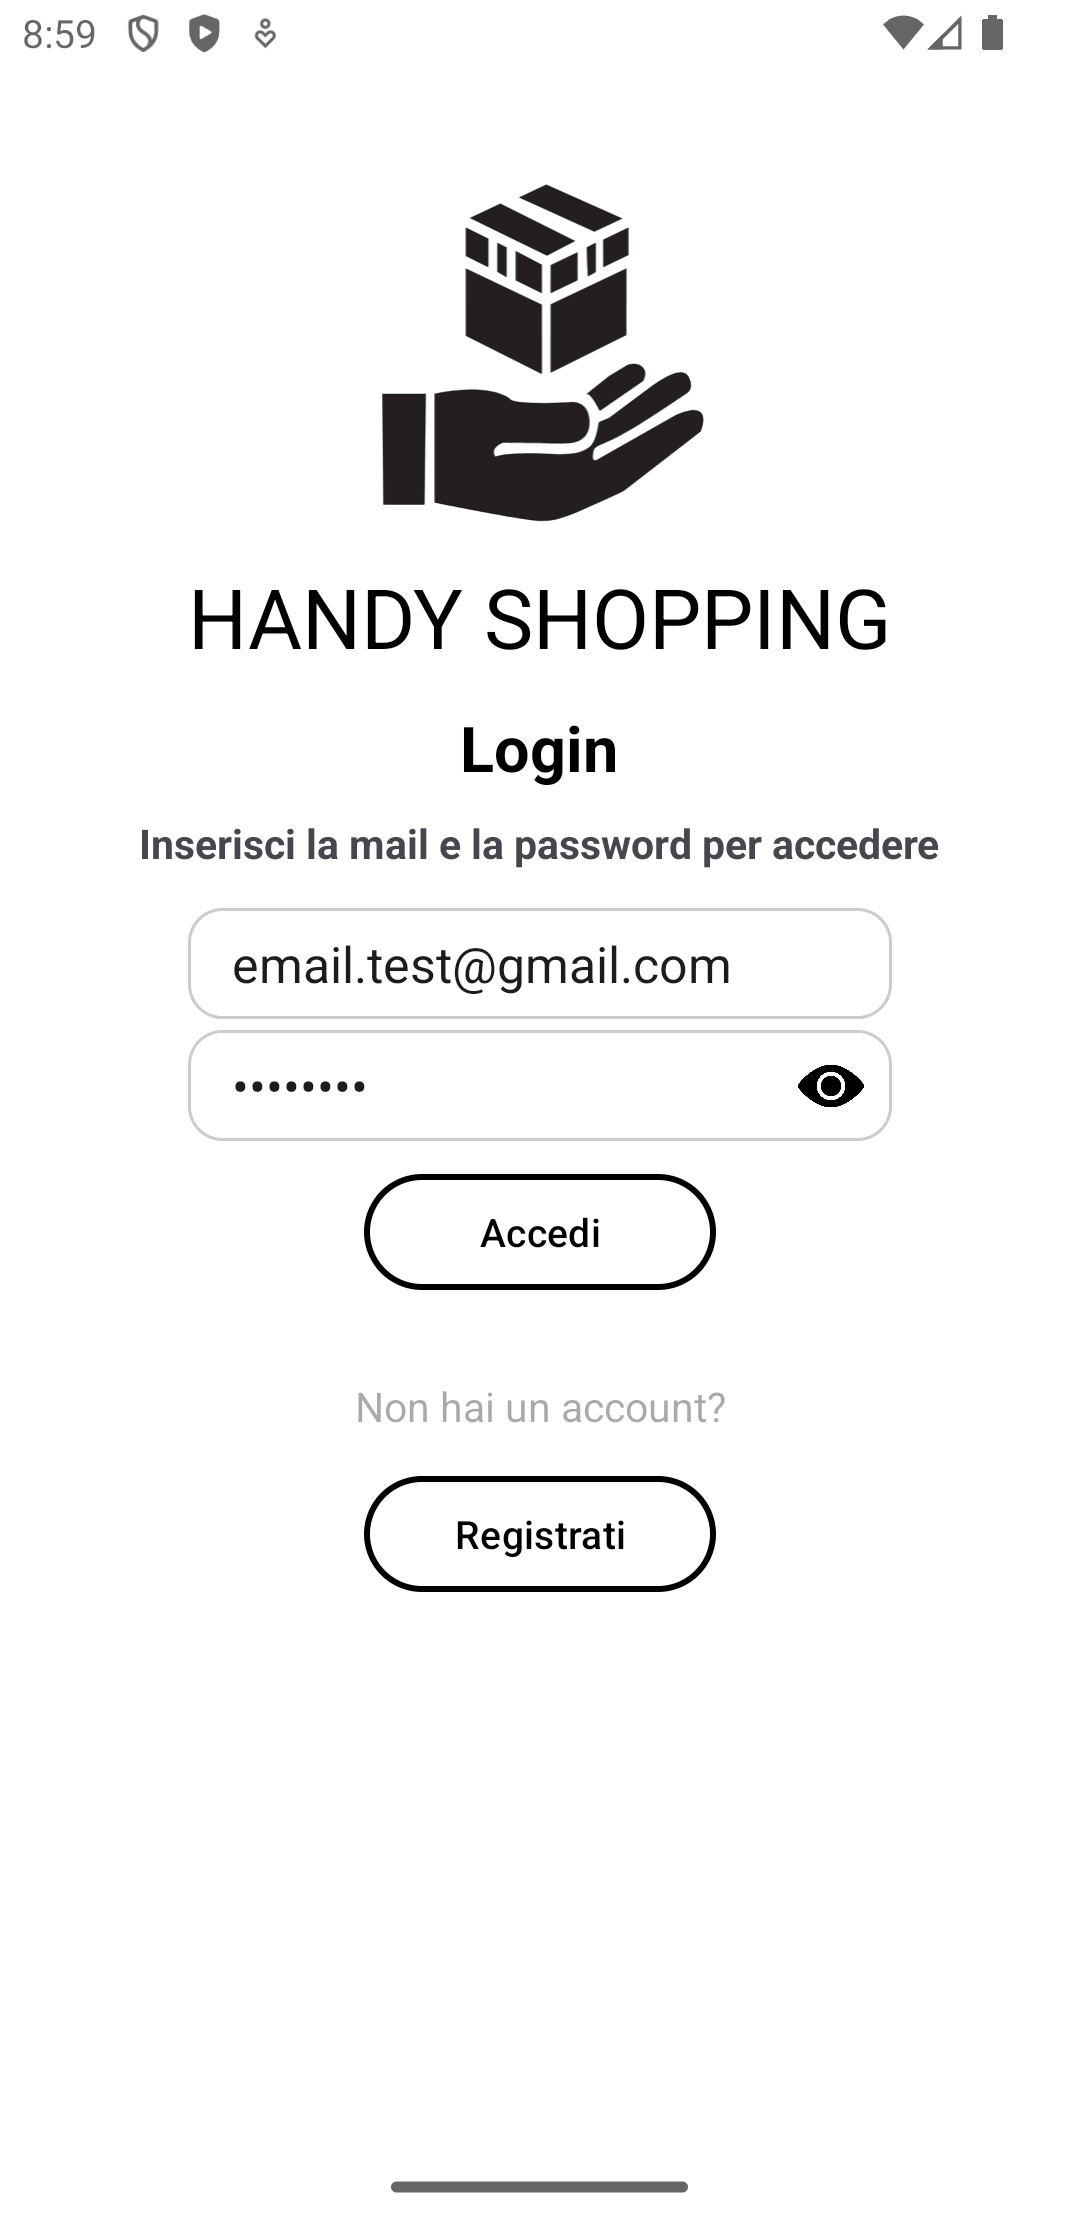 8:59
HANDY SHOPPING
Login
Inserisci la mail e la password per accedere
email.test@gmail.com
••••••••
Accedi
Non hai un account?
Registrati